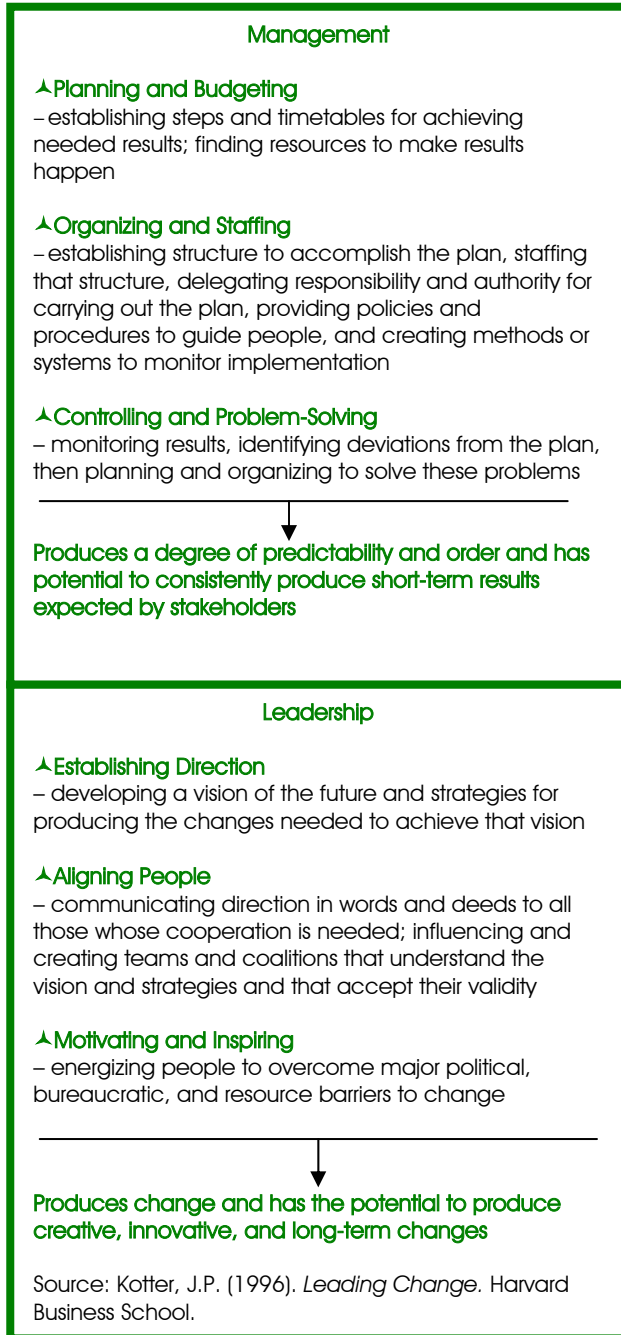 Management
Planning and Budgeting
– establishing steps and timetables for achieving
needed results; finding resources to make results
happen
Organizing and Staffing
– establishing structure to accomplish the plan, staffing
that structure, delegating responsibility and authority for
carrying out the plan, providing policies and
procedures to guide people, and creating methods or
systems to monitor implementation
Controlling and Problem-Solving
– monitoring results, identifying deviations from the plan,
then planning and organizing to solve these problems
Produces a degree of predictability and order and has
potential to consistently produce short-term results
expected by stakeholders
Leadership
Establishing Direction
– developing a vision of the future and strategies for
producing the changes needed to achieve that vision
Aligning People
– communicating direction in words and deeds to all
those whose cooperation is needed; influencing and
creating teams and coalitions that understand the
vision and strategies and that accept their validity
Motivating and Inspiring
– energizing people to overcome major political,
bureaucratic, and resource barriers to change
Produces change and has the potential to produce
creative, innovative, and long-term changes
Source: Kotter, J.P. (1996). Leading Change. Harvard
Business School.